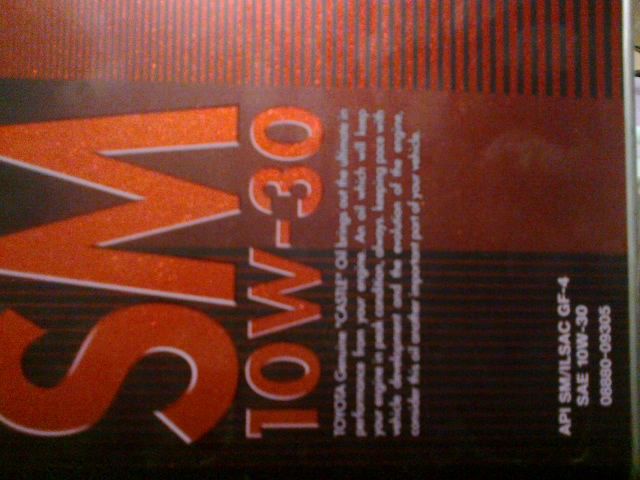 SM
10W-30
TOYOTA Genuine "CASTLE" Oil brings out the ultimate in
performance from your engine. An oil which will keep
your engine in peak condition, always keeping pace with
vehicle development and the evolution of the engine,
consider this oil another important part of your vehicle.
API SM/ILSAC GF-4
SAE 10W-30
08880-09305